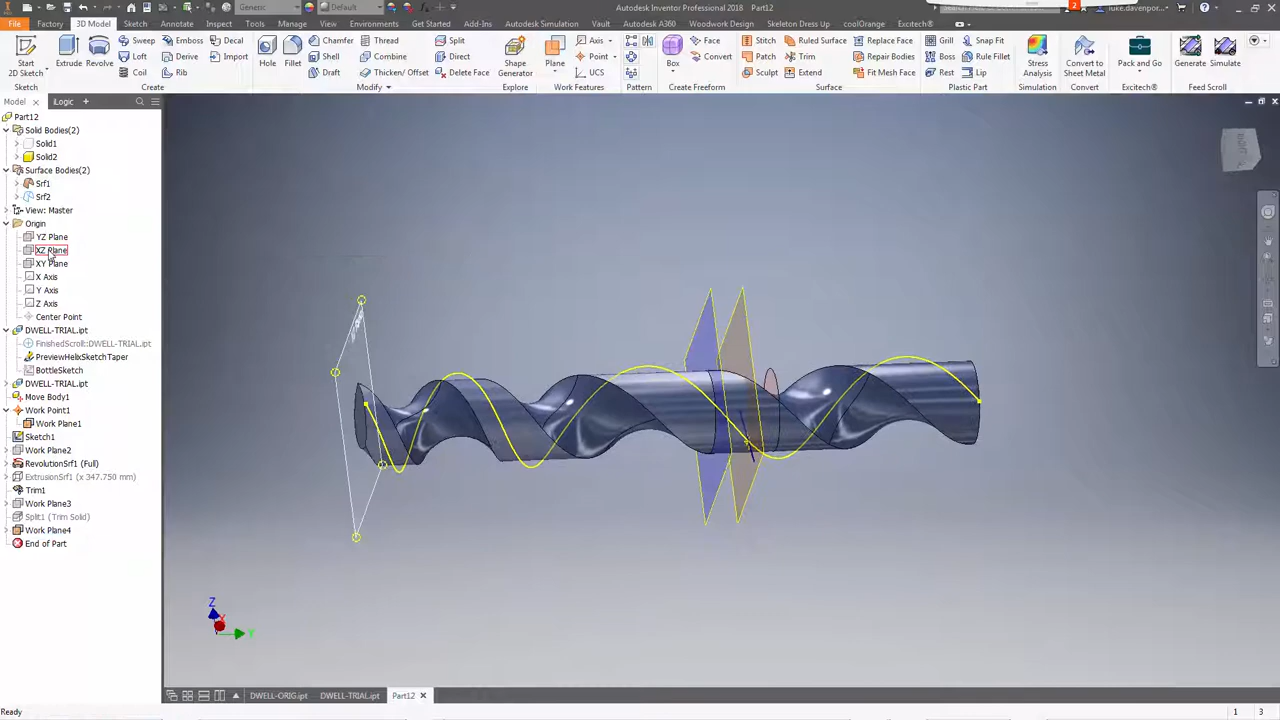 Generic
Default
Autodesk Inventor Professional 2018 Part12
2
luke.davenpor...
File Factory 3D Model Sketch Annotate Inspect Tools Manage View Environments Get Started Add-Ins Autodesk Simulation Vault Autodesk A360 Woodwork Design Skeleton Dress Up coolOrange Excitech®
Start
2D Sketch
Extrude
Revolve
Sweep
Loft
Coil
Emboss
Derive
Rib
Decal
Import
Hole
Fillet
Chamfer
Shell
Draft
Thread
Combine
Thicken/ Offset
Split
Direct
Delete Face
Shape
Generator
Plane
Axis
Point
UCS
Box
Face
Convert
Stitch
Patch
Sculpt
Ruled Surface
Trim
Extend
Replace Face
Repair Bodies
Fit Mesh Face
Grill
Boss
Rest
Snap Fit
Rule Fillet
Lip
Stress
Analysis
Convert to
Sheet Metal
Pack and Go
Generate
Simulate
Sketch Create Modify Explore Work Features Pattern Create Freeform Surface Plastic Part Simulation Convert Excitech® Feed Scroll
Model iLogic
Part12
Solid Bodies(2)
Solid1
Solid2
Surface Bodies(2)
Srf1
Srf2
View: Master
Origin
YZ Plane
XZ Plane
XY Plane
X Axis
Y Axis
Z Axis
Center Point
DWELL-TRIAL.ipt
FinishedScroll::DWELL-TRIAL.ipt
PreviewHelixSketchTaper
BottleSketch
DWELL-TRIAL.ipt
Move Body1
Work Point1
Work Plane1
Sketch1
Work Plane2
RevolutionSrf1 (Full)
ExtrusionSrf1 (x 347.750 mm)
Trim1
Work Plane3
Split1 (Trim Solid)
Work Plane4
End of Part
Z
Y
DWELL-ORIG.ipt DWELL-TRIAL.ipt Part12
Ready
1 3